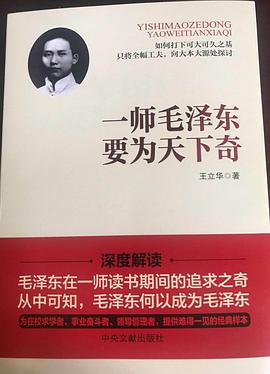 YISHIMAOZEDONG
YAOWEITIANXIAQI
如何打下可大可久之基
只将全幅工夫，向大本大源处探讨
一师毛泽东
要为天下奇
王立华 著
深度解读
毛泽东在一师读书期间的追求之奇
从中可知，毛泽东何以成为毛泽东
为在校求学者、事业奋斗者、领导管理者，提供难得一见的经典样本
中央文献出版社